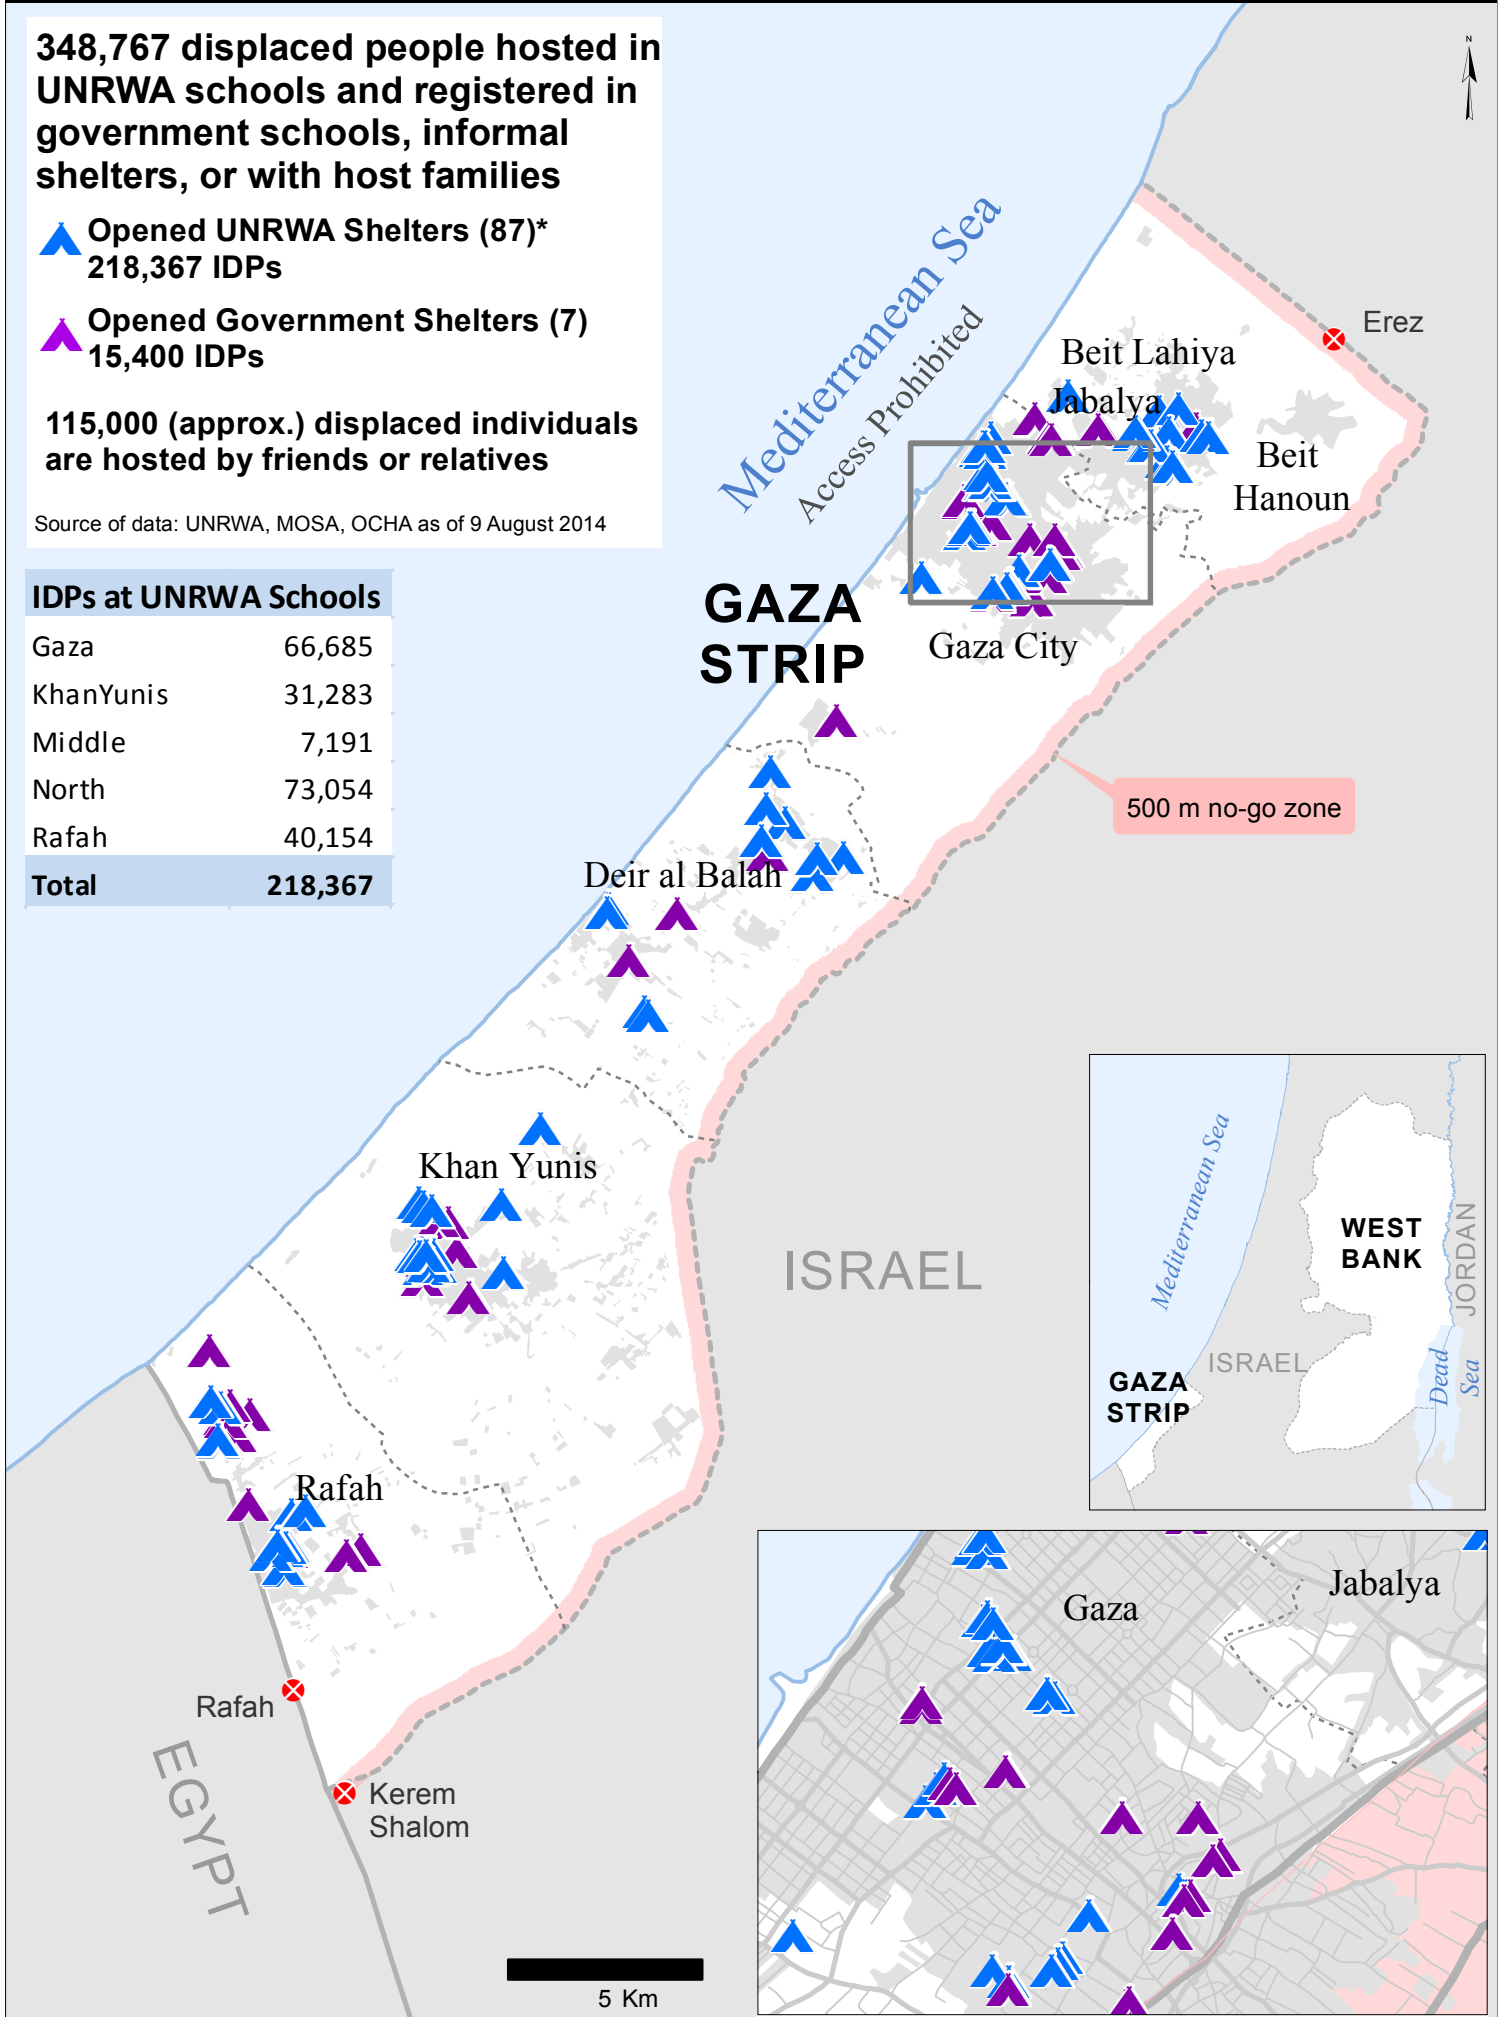 348,767 displaced people hosted in
UNRWA schools and registered in
government schools, informal
shelters, or with host families
Opened UNRWA Shelters (87)*
218,367 IDPs
Opened Government Shelters (7)
15,400 IDPs
115,000 (approx.) displaced individuals
are hosted by friends or relatives
Source of data: UNRWA, MOSA, OCHA as of 9 August 2014
IDPs at UNRWA Schools
Gaza 66,685
KhanYunis 31,283
Middle 7,191
North 73,054
Rafah 40,154
Total 218,367
N
Mediterranean Sea
Access Prohibited
Erez
Beit Lahiya
Jabalya
Beit
Hanoun
GAZA
STRIP
Gaza City
500 m no-go zone
Deir al Balah
Khan Yunis
ISRAEL
Rafah
Rafah
Kerem
Shalom
EGYPT
5 Km
Mediterranean Sea
WEST
BANK
JORDAN
ISRAEL
Dead
Sea
GAZA
STRIP
Gaza
Jabalya